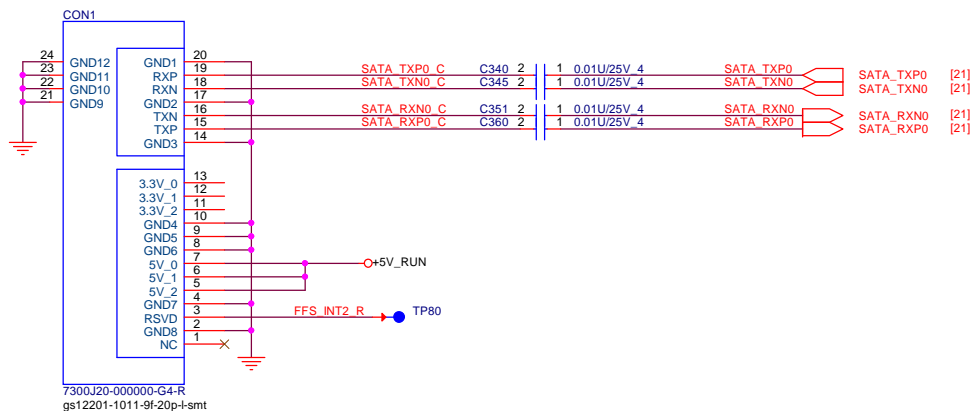 CON1
24 GND12 GND1 20
23 GND11 RXP 19 SATA_TXP0_C C340 2 1 0.01U/25V_4 SATA_TXP0 SATA_TXP0 [21]
22 GND10 RXN 18 SATA_TXN0_C C345 2 1 0.01U/25V_4 SATA_TXN0 SATA_TXN0 [21]
21 GND9 GND2 17
TXN 16 SATA_RXN0_C C351 2 1 0.01U/25V_4 SATA_RXN0 SATA_RXN0 [21]
TXP 15 SATA_RXP0_C C360 2 1 0.01U/25V_4 SATA_RXP0 SATA_RXP0 [21]
GND3 14
3.3V_0 13
3.3V_1 12
3.3V_2 11
GND4 10
GND5 9
GND6 8
5V_0 7 +5V_RUN
5V_1 6
5V_2 5
GND7 4
RSVD 3 FFS_INT2_R TP80
GND8 2
NC 1
7300J20-000000-G4-R
gs12201-1011-9f-20p-l-smt